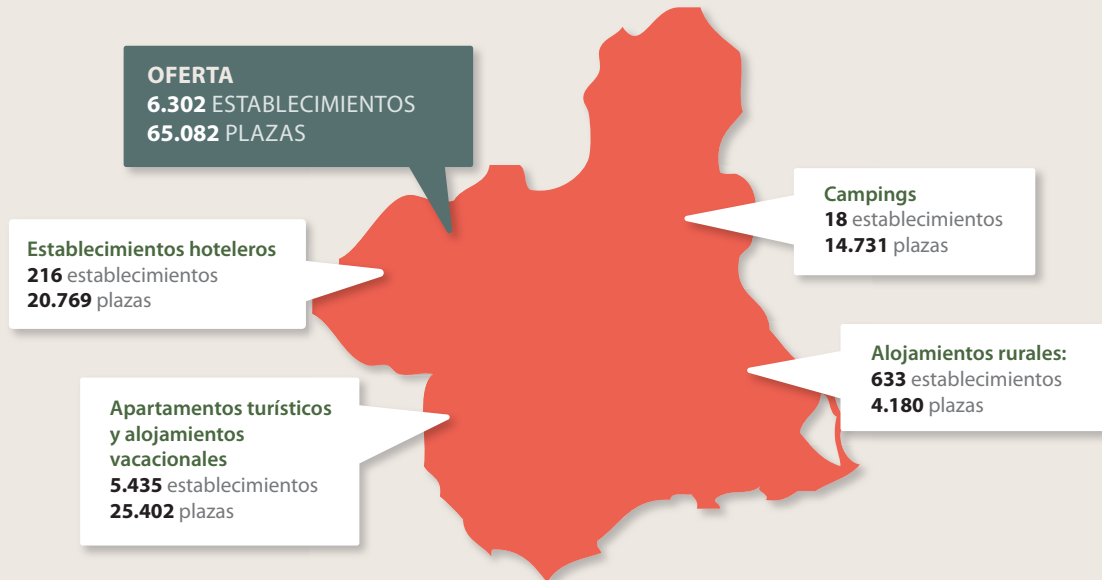 OFERTA
6.302 ESTABLECIMIENTOS
65.082 PLAZAS
Campings
18 establecimientos
14.731 plazas
Establecimientos hoteleros
216 establecimientos
20.769 plazas
Alojamientos rurales:
633 establecimientos
4.180 plazas
Apartamentos turísticos
y alojamientos
vacacionales
5.435 establecimientos
25.402 plazas